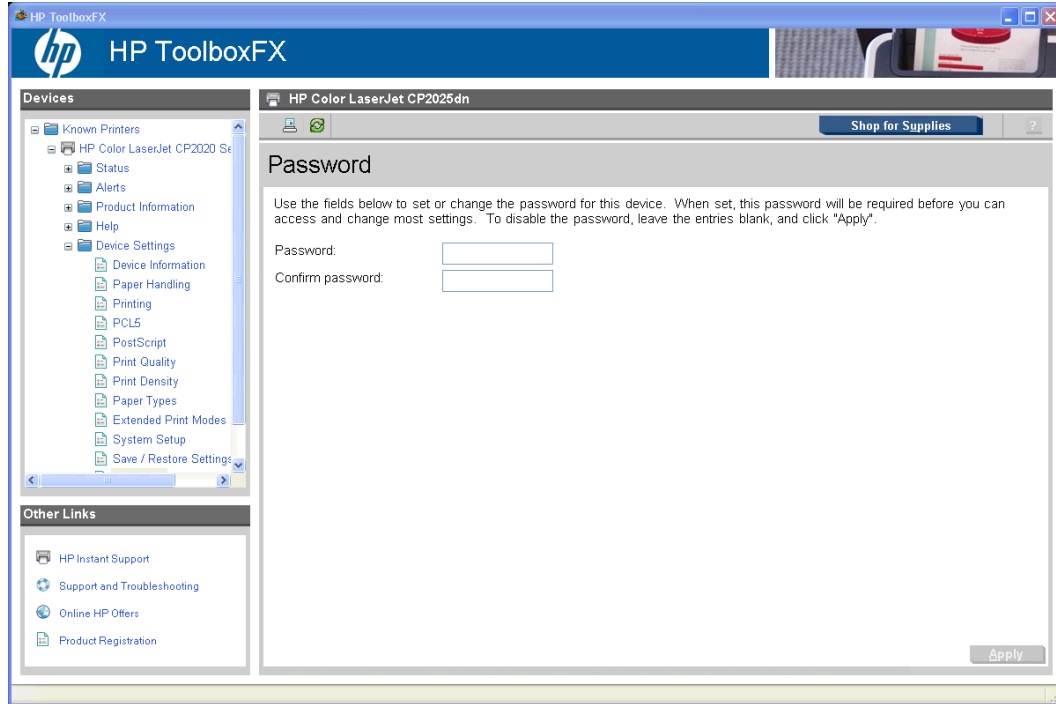 HP ToolboxFX
hp
HP ToolboxFX
Devices
Known Printers
HP Color LaserJet CP2020 Se
Status
Alerts
Product Information
Help
Device Settings
Device Information
Paper Handling
Printing
PCL5
PostScript
Print Quality
Print Density
Paper Types
Extended Print Modes
System Setup
Save / Restore Settings
Other Links
HP Instant Support
Support and Troubleshooting
Online HP Offers
Product Registration
HP Color LaserJet CP2025dn
Shop for Supplies
?
Password
Use the fields below to set or change the password for this device. When set, this password will be required before you can
access and change most settings. To disable the password, leave the entries blank, and click "Apply".
Password:
Confirm password:
Apply